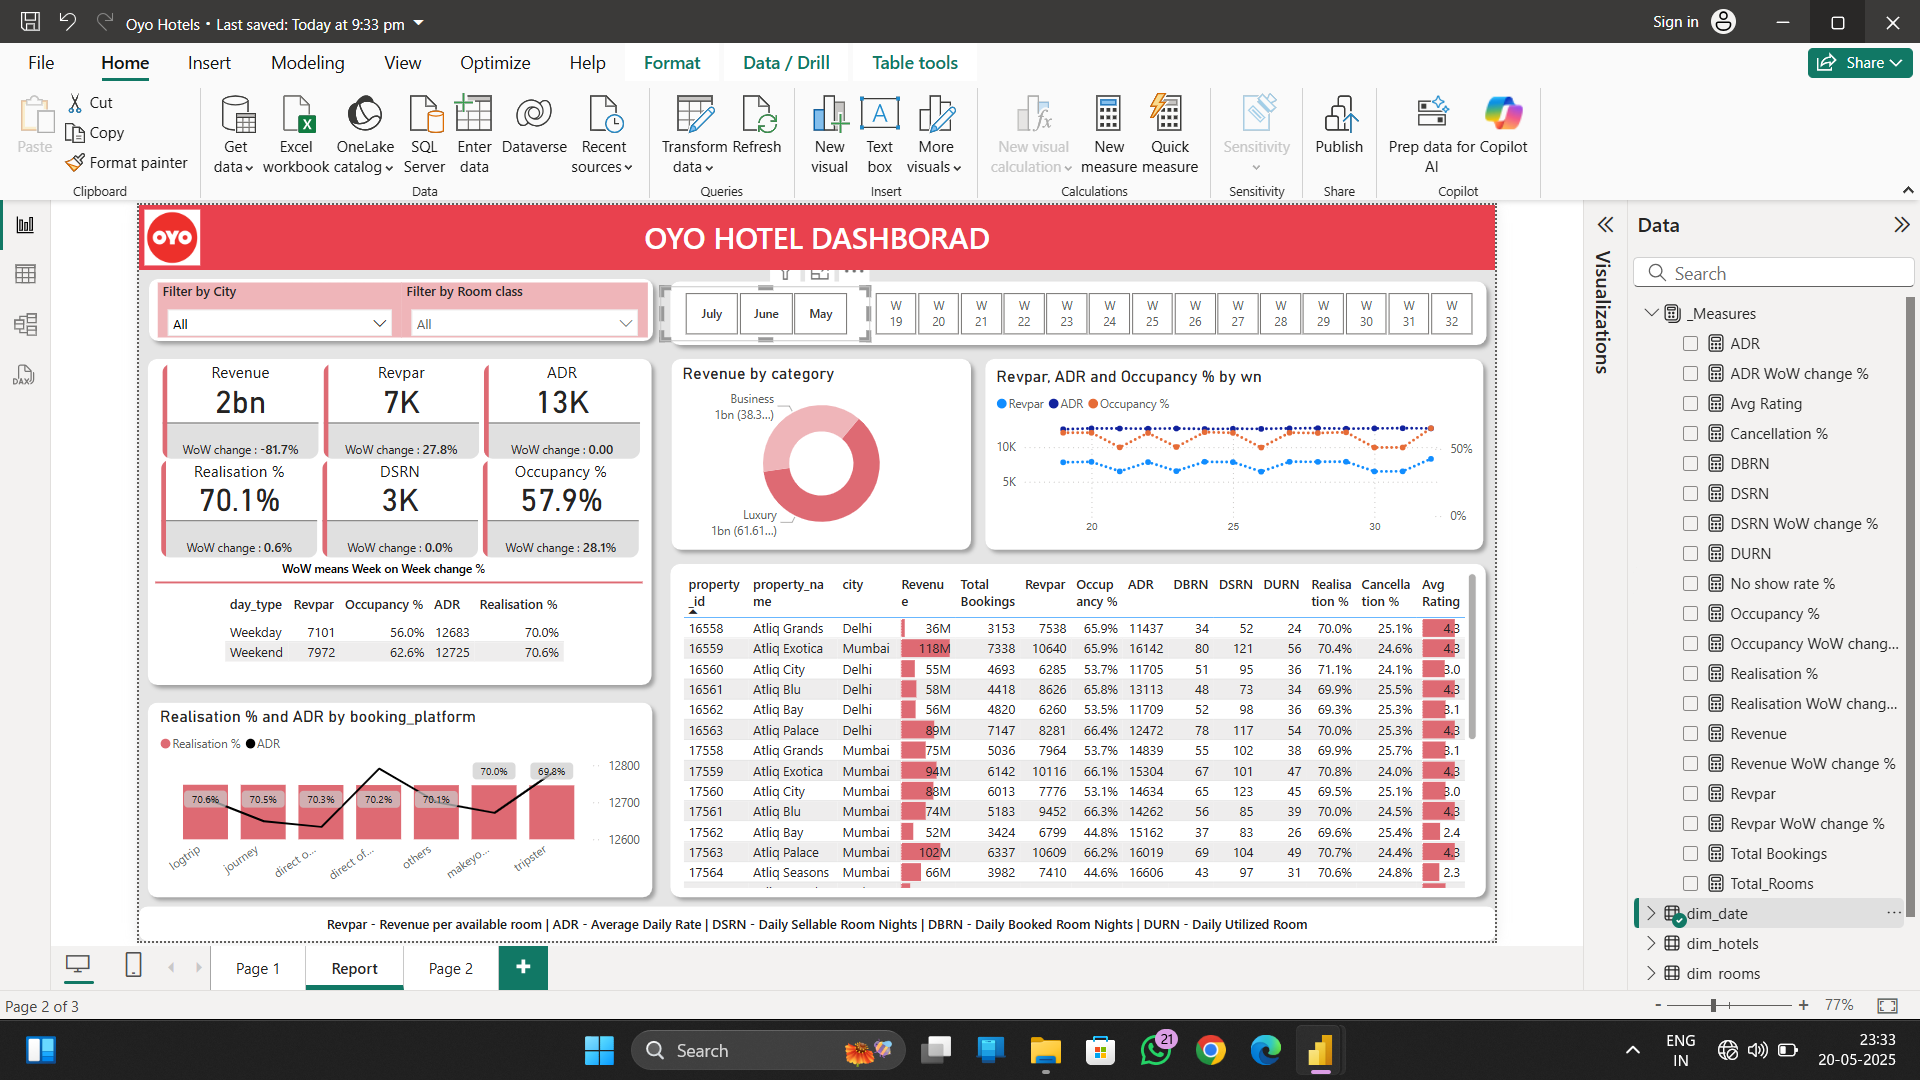 Oyo Hotels • Last saved: Today at 9:33 pm
Sign in
File Home Insert Modeling View Optimize Help Format Data / Drill Table tools
Share
Paste
Cut
Copy
Format painter
Clipboard
Get data
Excel workbook
OneLake catalog
SQL Server
Enter data
Dataverse
Recent sources
Data
Transform data
Refresh
Queries
New visual
Text box
More visuals
Insert
New visual calculation
New measure
Quick measure
Calculations
Sensitivity
Sensitivity
Publish
Share
Prep data for AI
Copilot
Copilot
OYO
OYO HOTEL DASHBORAD
Filter by City
All
Filter by Room class
All
July June May
W 19 W 20 W 21 W 22 W 23 W 24 W 25 W 26 W 27 W 28 W 29 W 30 W 31 W 32
Revenue
2bn
WoW change : -81.7%
Revpar
7K
WoW change : 27.8%
ADR
13K
WoW change : 0.00
Realisation %
70.1%
WoW change : 0.6%
DSRN
3K
WoW change : 0.0%
Occupancy %
57.9%
WoW change : 28.1%
WoW means Week on Week change %
day_type Revpar Occupancy % ADR Realisation %
Weekday 7101 56.0% 12683 70.0%
Weekend 7972 62.6% 12725 70.6%
Revenue by category
Business
1bn (38.3...)
Luxury
1bn (61.61...)
Revpar, ADR and Occupancy % by wn
Revpar ADR Occupancy %
10K
5K
50%
0%
20 25 30
Realisation % and ADR by booking_platform
Realisation % ADR
70.6% 70.5% 70.3% 70.2% 70.1% 70.0% 69.8%
12800
12700
12600
logtrip journey direct o... direct of... others makeyo... tripster
property_id property_name city Revenue Total Bookings Revpar Occupancy % ADR DBRN DSRN DURN Realisation % Cancellation % Avg Rating
16558 Atliq Grands Delhi 36M 3153 7538 65.9% 11437 34 52 24 70.0% 25.1% 4.3
16559 Atliq Exotica Mumbai 118M 7338 10640 65.9% 16142 80 121 56 70.4% 24.6% 4.3
16560 Atliq City Delhi 55M 4693 6285 53.7% 11705 51 95 36 71.1% 24.1% 3.0
16561 Atliq Blu Delhi 58M 4418 8626 65.8% 13113 48 73 34 69.9% 25.5% 4.3
16562 Atliq Bay Delhi 56M 4820 6260 53.5% 11709 52 98 36 69.3% 25.3% 3.1
16563 Atliq Palace Delhi 89M 7147 8281 66.4% 12472 78 117 54 70.0% 25.3% 4.3
17558 Atliq Grands Mumbai 75M 5036 7964 53.7% 14839 55 102 38 69.9% 25.7% 3.1
17559 Atliq Exotica Mumbai 94M 6142 10116 66.1% 15304 67 101 47 70.8% 24.0% 4.3
17560 Atliq City Mumbai 88M 6013 7776 53.1% 14634 65 123 45 69.5% 25.1% 3.0
17561 Atliq Blu Mumbai 74M 5183 9452 66.3% 14262 56 85 39 70.0% 24.5% 4.3
17562 Atliq Bay Mumbai 52M 3424 6799 44.8% 15162 37 83 26 69.6% 25.4% 2.4
17563 Atliq Palace Mumbai 102M 6337 10609 66.2% 16019 69 104 49 70.7% 24.4% 4.3
17564 Atliq Seasons Mumbai 66M 3982 7410 44.6% 16606 43 97 31 70.6% 24.8% 2.3
Revpar - Revenue per available room | ADR - Average Daily Rate | DSRN - Daily Sellable Room Nights | DBRN - Daily Booked Room Nights | DURN - Daily Utilized Room
Visualizations
Data
Search
_Measures
ADR
ADR WoW change %
Avg Rating
Cancellation %
DBRN
DSRN
DSRN WoW change %
DURN
No show rate %
Occupancy %
Occupancy WoW chang...
Realisation %
Realisation WoW chang...
Revenue
Revenue WoW change %
Revpar
Revpar WoW change %
Total Bookings
Total_Rooms
dim_date
dim_hotels
dim_rooms
Page 1 Report Page 2
Page 2 of 3
77%
Search
21
ENG
IN
23:33
20-05-2025